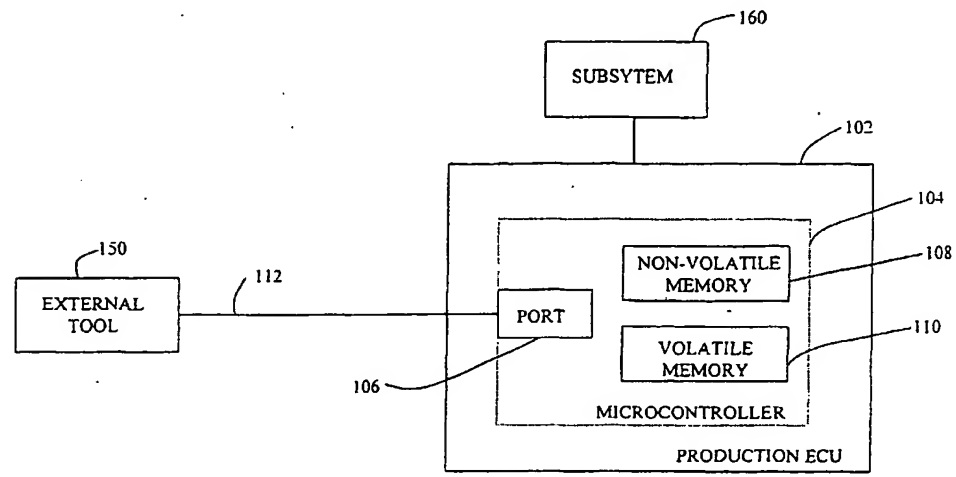 160
SUBSYTEM
102
104
150
EXTERNAL
TOOL
112
NON-VOLATILE
MEMORY
108
PORT
106
VOLATILE
MEMORY
110
MICROCONTROLLER
PRODUCTION ECU